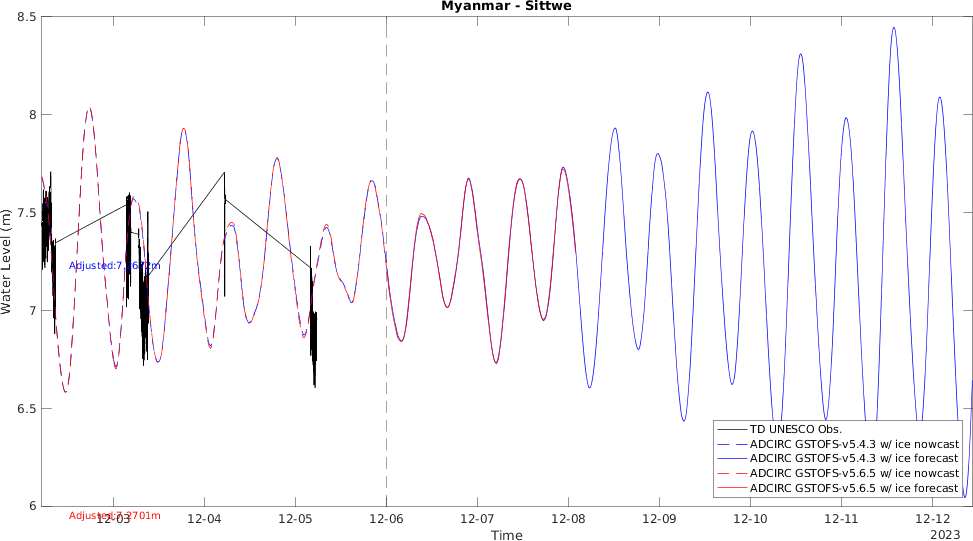 Myanmar - Sittwe
8.5
8
7.5
7
6.5
6
Water Level (m)
Adjusted:7.2672m
Adjusted:7.2701m
12-03
12-04
12-05
12-06
12-07
12-08
12-09
12-10
12-11
12-12
2023
Time
TD UNESCO Obs.
ADCIRC GSTOFS-v5.4.3 w/ ice nowcast
ADCIRC GSTOFS-v5.4.3 w/ ice forecast
ADCIRC GSTOFS-v5.6.5 w/ ice nowcast
ADCIRC GSTOFS-v5.6.5 w/ ice forecast